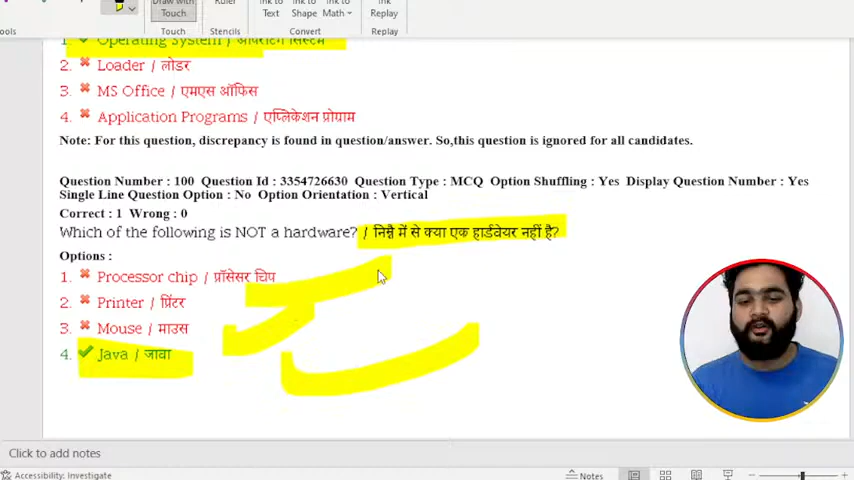 Draw with Touch
Ruler
Ink to Text
Ink to Shape
Ink to Math
Ink Replay
ools
Touch
Convert
Replay
1. Operating System / ऑपरेटिंग सिस्टम
2. Loader / लोडर
3. MS Office / एमएस ऑफिस
4. Application Programs / एप्लिकेशन प्रोग्राम
Note: For this question, discrepancy is found in question/answer. So,this question is ignored for all candidates.
Question Number : 100 Question Id : 3354726630 Question Type : MCQ Option Shuffling : Yes Display Question Number : Yes
Single Line Question Option : No Option Orientation : Vertical
Correct : 1 Wrong : 0
Which of the following is NOT a hardware? / निम्नै में से क्या एक हार्डवेयर नहीं है?
Options :
1. Processor chip / प्रॉसेसर चिप
2. Printer / प्रिंटर
3. Mouse / माउस
4. Java / जावा
Click to add notes
Accessibility: Investigate
Notes